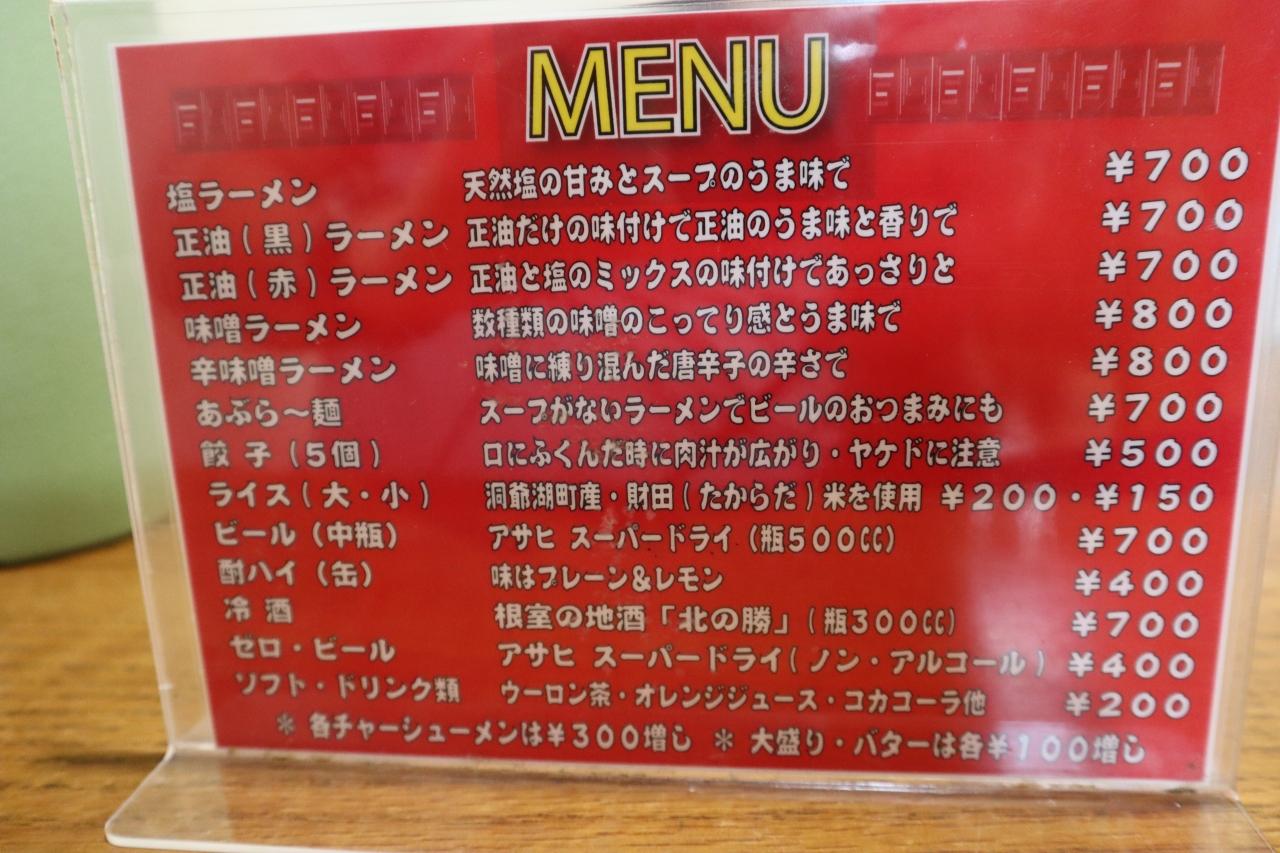 MENU
塩ラーメン 天然塩の甘みとスープのうま味で ¥700
正油(黒)ラーメン 正油だけの味付けで正油のうま味と香りで ¥700
正油(赤)ラーメン 正油と塩のミックスの味付けであっさりと ¥700
味噌ラーメン 数種類の味噌のこってり感とうま味で ¥800
辛味噌ラーメン 味噌に練り混んだ唐辛子の辛さで ¥800
あぶら〜麺 スープがないラーメンでビールのおつまみにも ¥700
餃 子 (5個) 口にふくんだ時に肉汁が広がり・ヤケドに注意 ¥500
ライス(大・小) 洞爺湖町産・財田(たからだ)米を使用 ¥200・¥150
ビール (中瓶) アサヒ スーパードライ (瓶500CC) ¥700
酎ハイ (缶) 味はプレーン&レモン ¥400
冷 酒 根室の地酒「北の勝」(瓶300CC) ¥700
ゼロ・ビール アサヒ スーパードライ(ノン・アルコール) ¥400
ソフト・ドリンク類 ウーロン茶・オレンジジュース・コカコーラ他 ¥200
＊ 各チャーシューメンは¥300増し ＊ 大盛り・バターは各¥100増し